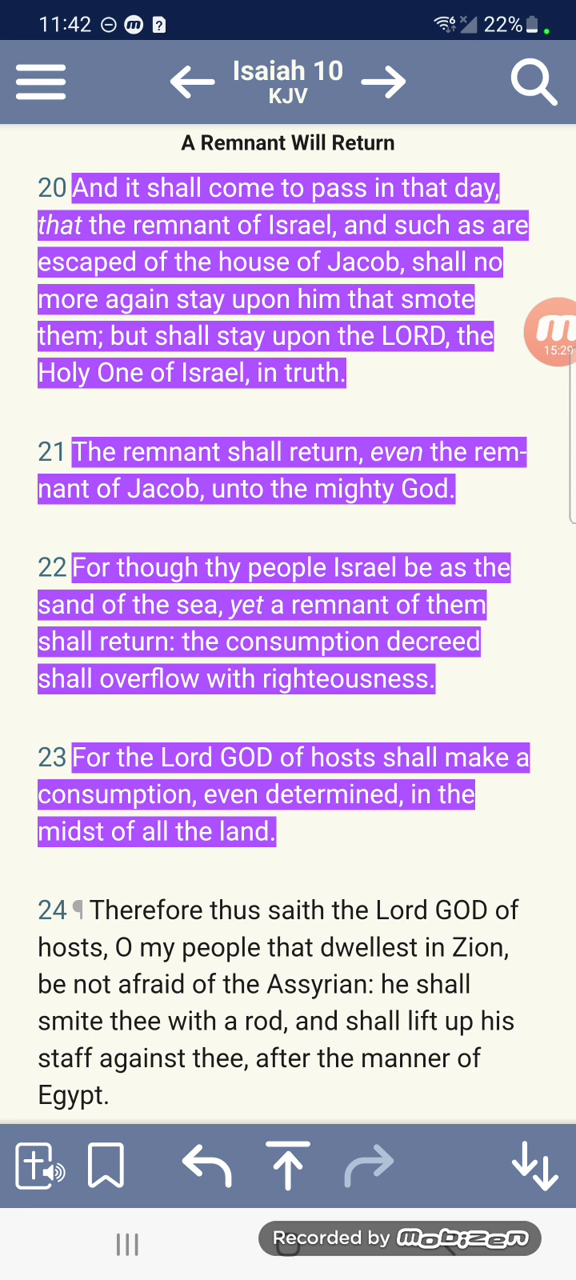 11:42 m ? 6 22%
Isaiah 10
KJV
A Remnant Will Return
20 And it shall come to pass in that day,
that the remnant of Israel, and such as are
escaped of the house of Jacob, shall no
more again stay upon him that smote
them; but shall stay upon the LORD, the
Holy One of Israel, in truth.
m
15:29
21 The remnant shall return, even the rem-
nant of Jacob, unto the mighty God.
22 For though thy people Israel be as the
sand of the sea, yet a remnant of them
shall return: the consumption decreed
shall overflow with righteousness.
23 For the Lord GOD of hosts shall make a
consumption, even determined, in the
midst of all the land.
24 ¶ Therefore thus saith the Lord GOD of
hosts, O my people that dwellest in Zion,
be not afraid of the Assyrian: he shall
smite thee with a rod, and shall lift up his
staff against thee, after the manner of
Egypt.
Recorded by mobizen